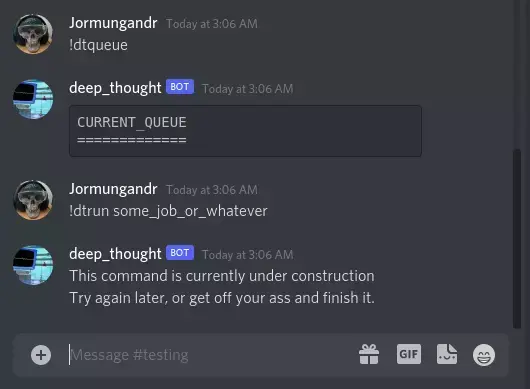 Jormungandr Today at 3:06 AM
!dtqueue
deep_thought BOT Today at 3:06 AM
CURRENT_QUEUE
=============
Jormungandr Today at 3:06 AM
!dtrun some_job_or_whatever
deep_thought BOT Today at 3:06 AM
This command is currently under construction
Try again later, or get off your ass and finish it.
Message #testing
GIF